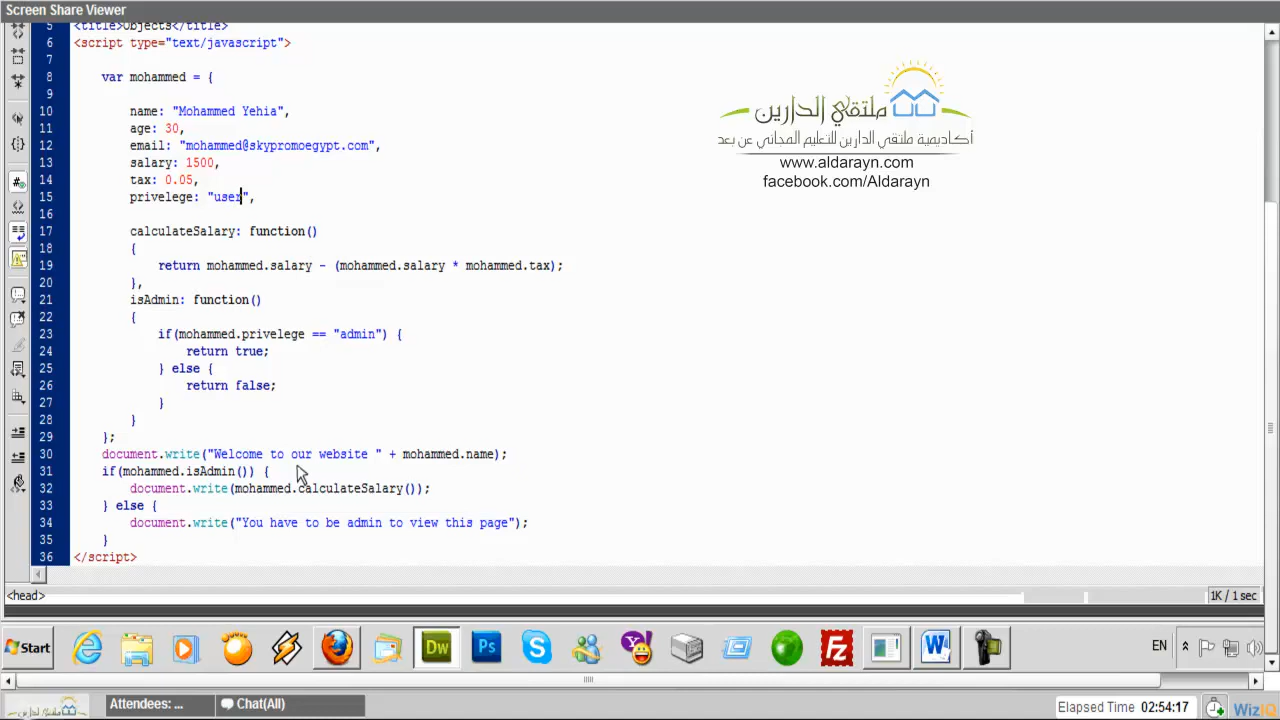 Screen Share Viewer
5 <title>Objects</title>
6 <script type="text/javascript">
7
8 var mohammed = {
9
10 name: "Mohammed Yehia",
11 age: 30,
12 email: "mohammed@skypromoegypt.com",
13 salary: 1500,
14 tax: 0.05,
15 privelege: "user",
16
17 calculateSalary: function()
18 {
19 return mohammed.salary - (mohammed.salary * mohammed.tax);
20 },
21 isAdmin: function()
22 {
23 if(mohammed.privelege == "admin") {
24 return true;
25 } else {
26 return false;
27 }
28 }
29 };
30 document.write("Welcome to our website " + mohammed.name);
31 if(mohammed.isAdmin()) {
32 document.write(mohammed.calculateSalary());
33 } else {
34 document.write("You have to be admin to view this page");
35 }
36 </script>
ملتقي الدارين
أكاديمية ملتقي الدارين للتعليم المجاني عن بعد
www.aldarayn.com
facebook.com/Aldarayn
<head>
1K / 1 sec
Start
Dw
Ps
EN
Attendees: ...
Chat(All)
Elapsed Time 02:54:17
WizIQ